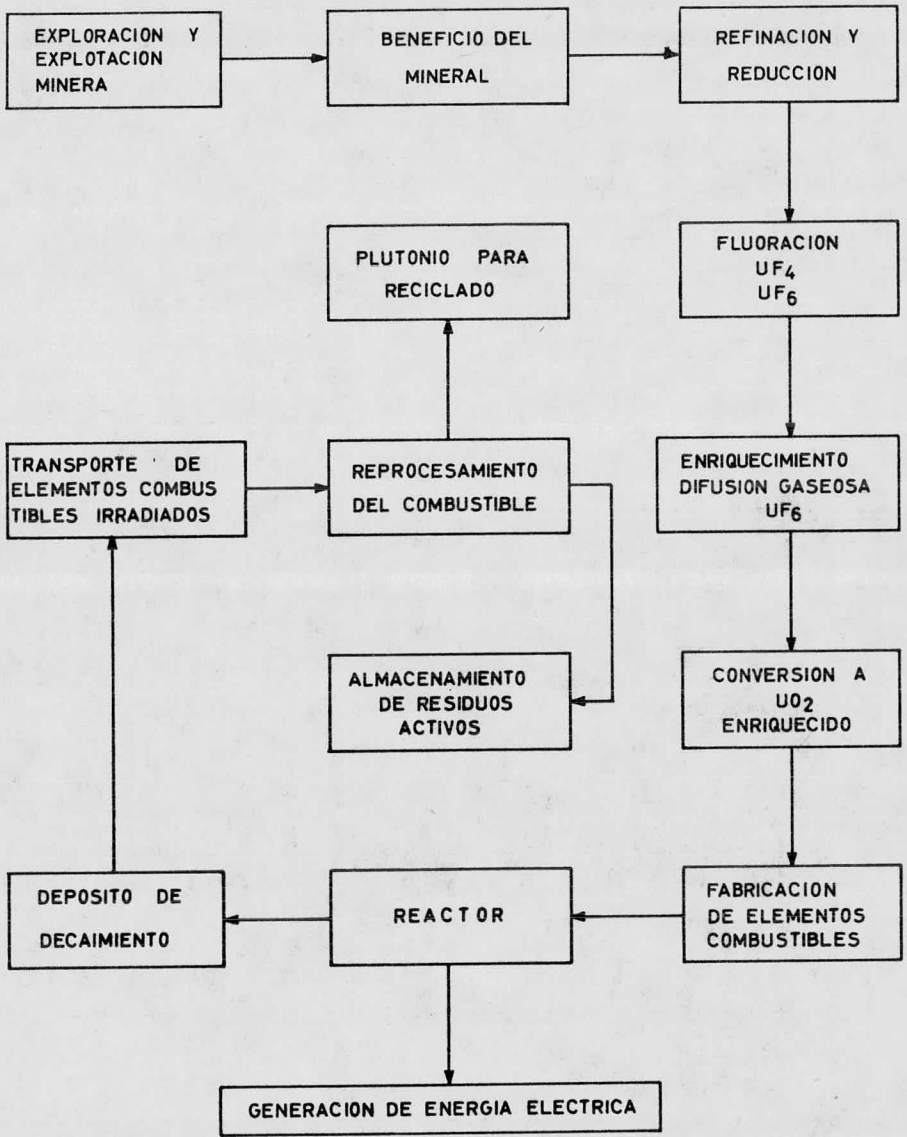 EXPLORACION Y
EXPLOTACION
MINERA
BENEFICIO DEL
MINERAL
REFINACION Y
REDUCCION
FLUORACION
UF4
UF6
PLUTONIO PARA
RECICLADO
TRANSPORTE DE
ELEMENTOS COMBUS
TIBLES IRRADIADOS
REPROCESAMIENTO
DEL COMBUSTIBLE
ENRIQUECIMIENTO
DIFUSION GASEOSA
UF6
ALMACENAMIENTO
DE RESIDUOS
ACTIVOS
CONVERSION A
UO2
ENRIQUECIDO
DEPOSITO DE
DECAIMIENTO
REACTOR
FABRICACION
DE ELEMENTOS
COMBUSTIBLES
GENERACION DE ENERGIA ELECTRICA